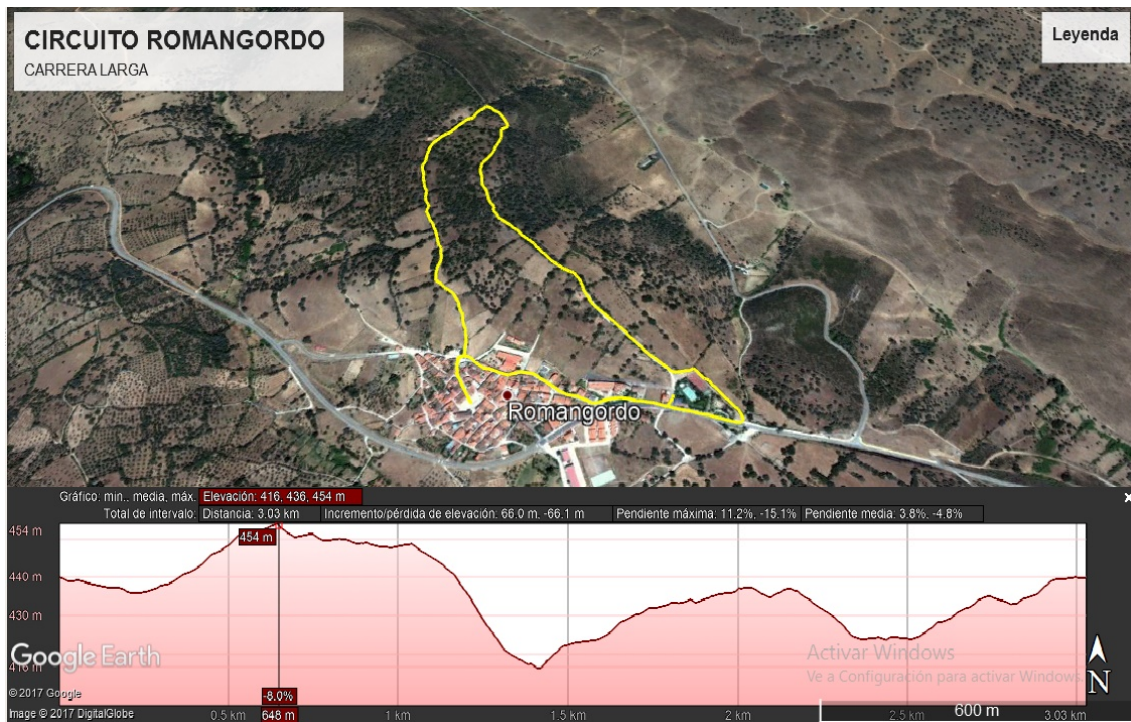 CIRCUITO ROMANGORDO
CARRERA LARGA
Leyenda
Romangordo
Gráfico: min., media, máx. Elevación: 416, 436, 454 m
Total de intervalo: Distancia: 3.03 km Incremento/pérdida de elevación: 66.0 m, -66.1 m Pendiente máxima: 11.2%, -15.1% Pendiente media: 3.8%, -4.8%
454 m
454 m
440 m
430 m
416 m
Google Earth
Activar Windows
Ve a Configuración para activar Windows.
N
© 2017 Google
Image © 2017 DigitalGlobe
-8.0%
0.5 km 648 m 1 km 1.5 km 2 km 2.5 km 3.03 km
600 m